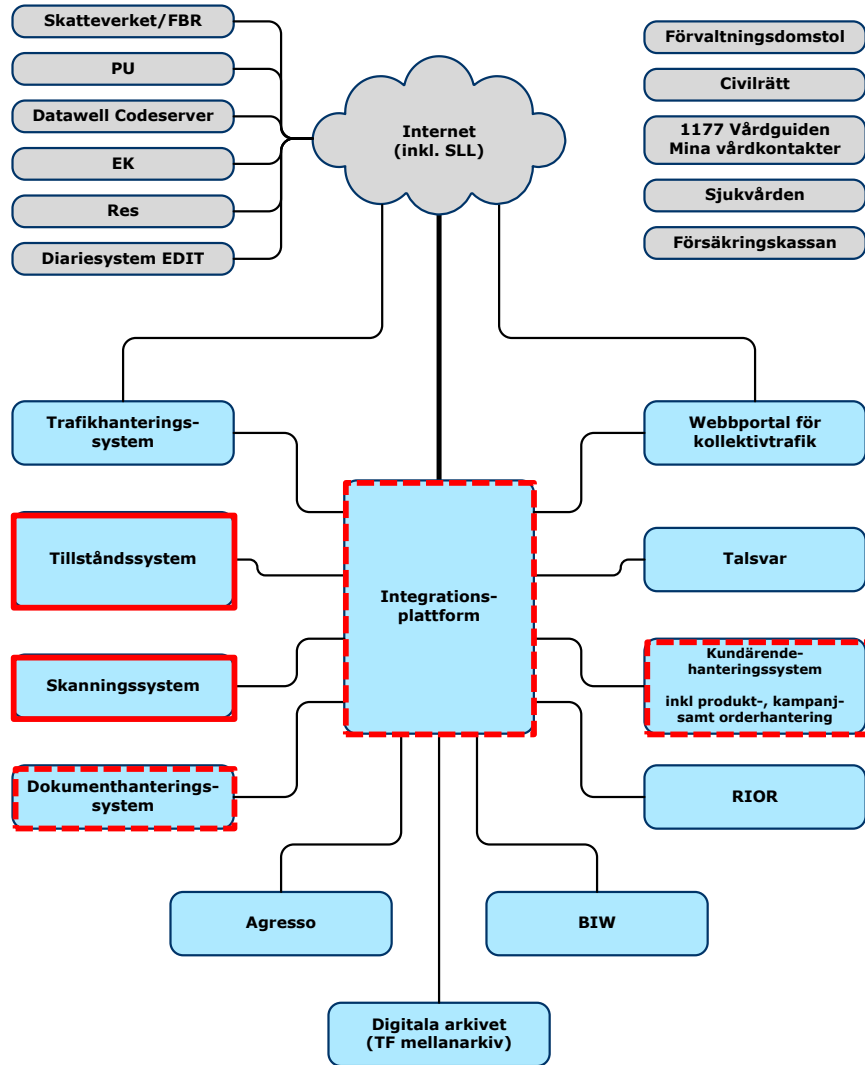 Skatteverket/FBR
PU
Datawell Codeserver
EK
Res
Diariesystem EDIT
Internet
(inkl. SLL)
Förvaltningsdomstol
Civilrätt
1177 Vårdguiden
Mina vårdkontakter
Sjukvården
Försäkringskassan
Trafikhanterings-
system
Webbportal för
kollektivtrafik
Tillståndssystem
Integrations-
plattform
Talsvar
Skanningssystem
Kundärende-
hanteringssystem
inkl produkt-, kampanj-
samt orderhantering
Dokumenthanterings-
system
RIOR
Agresso
BIW
Digitala arkivet
(TF mellanarkiv)